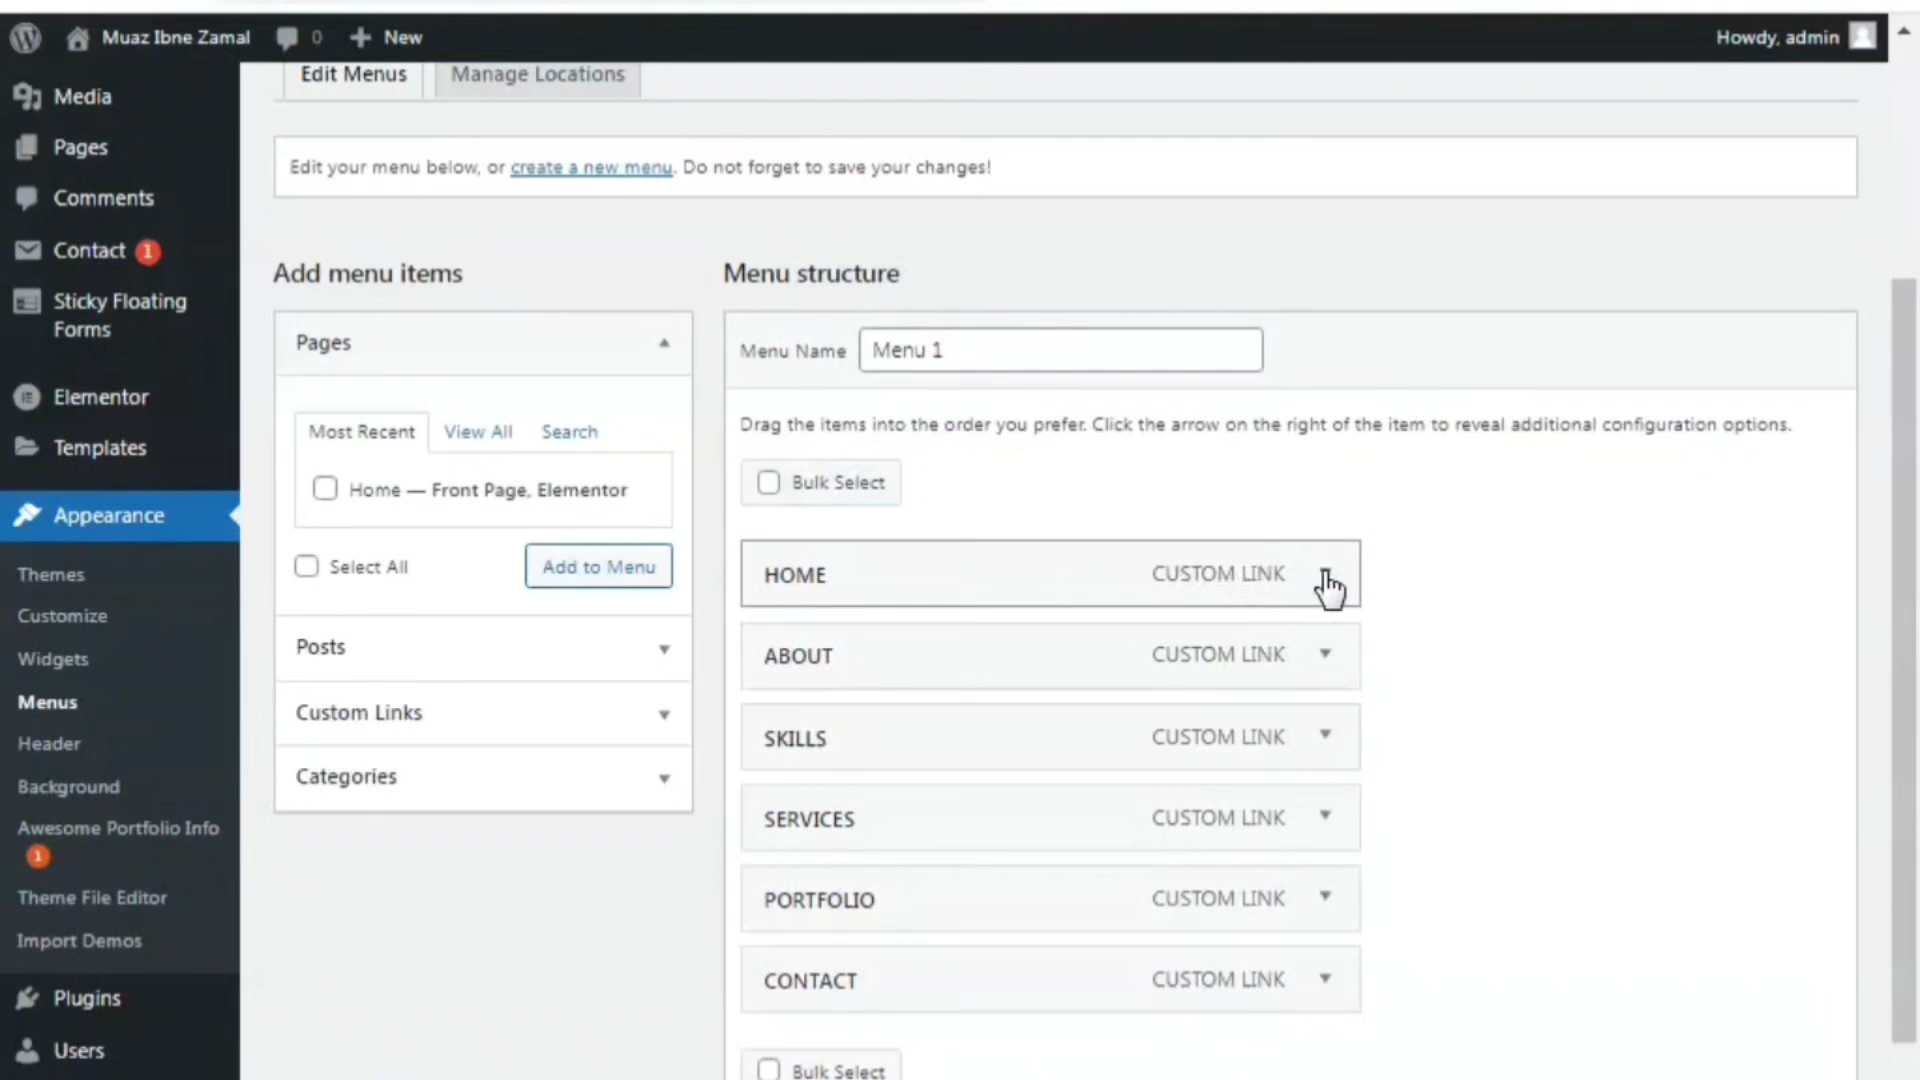 Muaz Ibne Zamal 0 New Howdy, admin
Media
Pages
Comments
Contact 1
Sticky Floating
Forms
Elementor
Templates
Appearance
Themes
Customize
Widgets
Menus
Header
Background
Awesome Portfolio Info
1
Theme File Editor
Import Demos
Plugins
Users
Edit Menus Manage Locations
Edit your menu below, or create a new menu. Do not forget to save your changes!
Add menu items
Pages
Most Recent View All Search
Home — Front Page, Elementor
Select All Add to Menu
Posts
Custom Links
Categories
Menu structure
Menu Name Menu 1
Drag the items into the order you prefer. Click the arrow on the right of the item to reveal additional configuration options.
Bulk Select
HOME CUSTOM LINK
ABOUT CUSTOM LINK
SKILLS CUSTOM LINK
SERVICES CUSTOM LINK
PORTFOLIO CUSTOM LINK
CONTACT CUSTOM LINK
Bulk Select